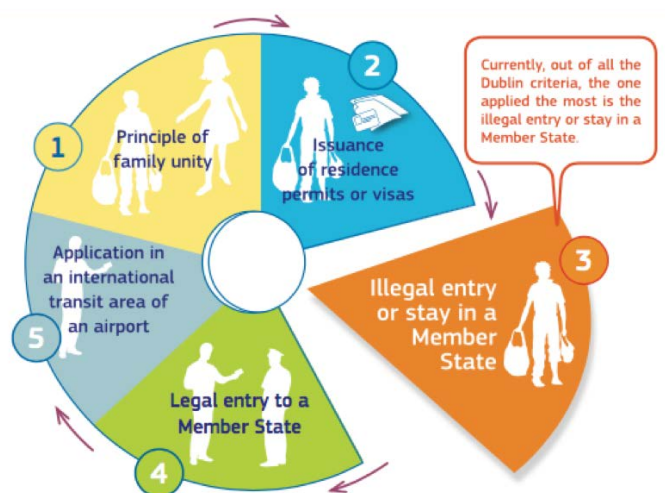 1
Principle of
family unity
2
Issuance
of residence
permits or visas
Currently, out of all the
Dublin criteria, the one
applied the most is the
illegal entry or stay in a
Member State.
3
Illegal entry
or stay in a
Member
State
4
Legal entry to a
Member State
5
Application in
an international
transit area of
an airport